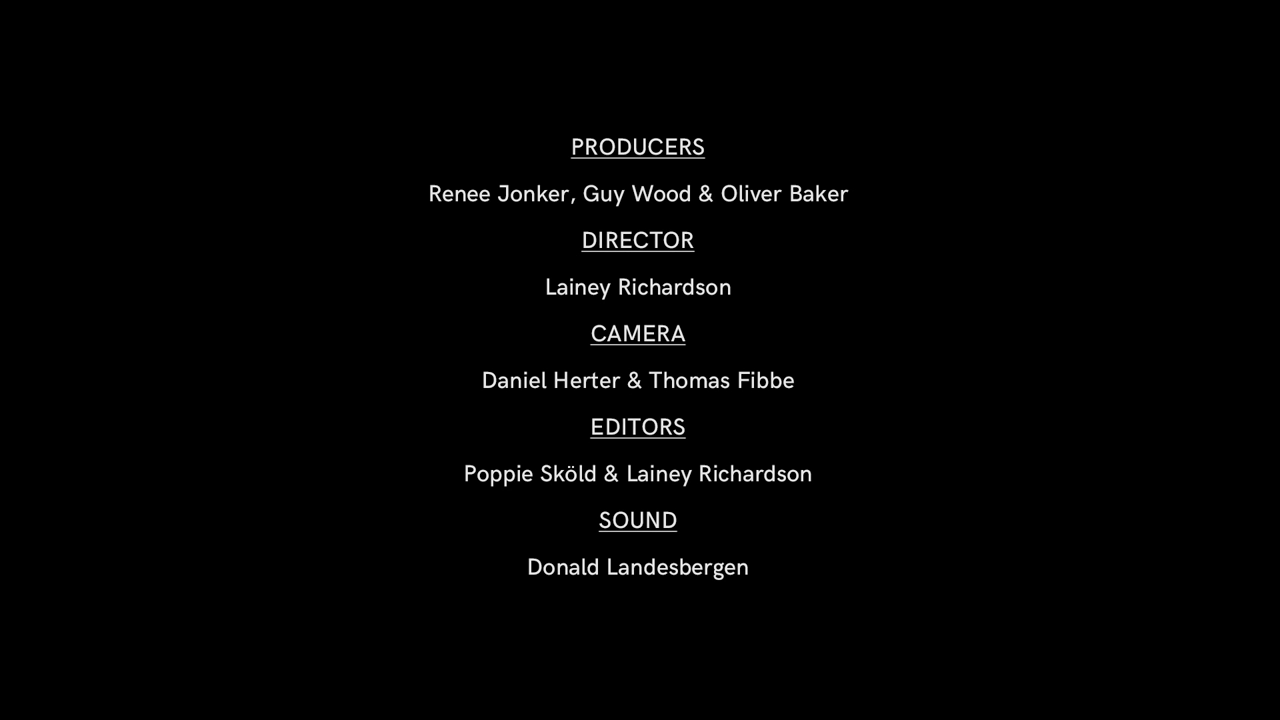 PRODUCERS
Renee Jonker, Guy Wood & Oliver Baker
DIRECTOR
Lainey Richardson
CAMERA
Daniel Herter & Thomas Fibbe
EDITORS
Poppie Sköld & Lainey Richardson
SOUND
Donald Landesbergen